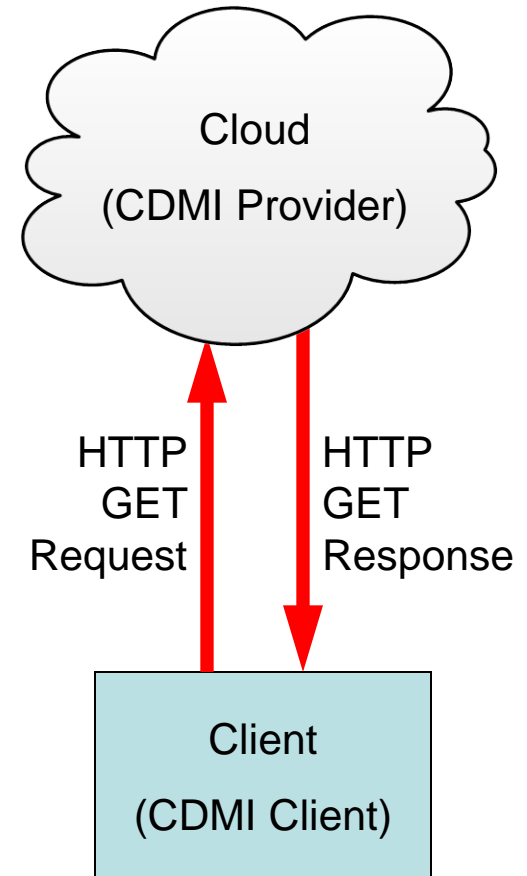 Cloud
(CDMI Provider)
HTTP
GET
Request
HTTP
GET
Response
Client
(CDMI Client)